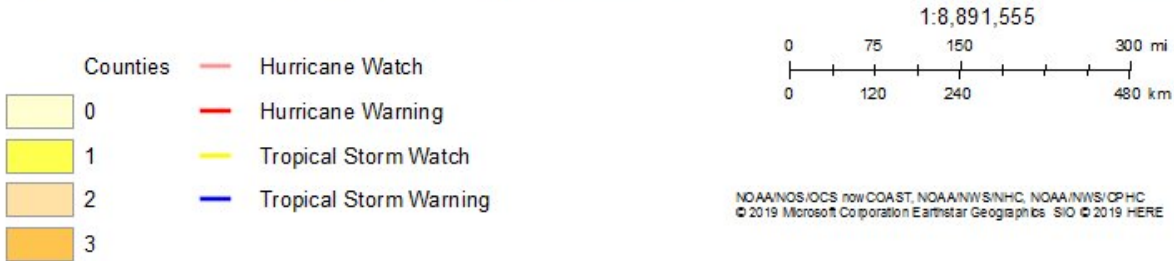 1:8,891,555
0 75 150 300 mi
0 120 240 480 km
Counties
0
1
2
3
Hurricane Watch
Hurricane Warning
Tropical Storm Watch
Tropical Storm Warning
NOAA/NOS/OCS nowCOAST, NOAA/NWS/NHC, NOAA/NWS/CPHC
© 2019 Microsoft Corporation Earthstar Geographics SIO © 2019 HERE